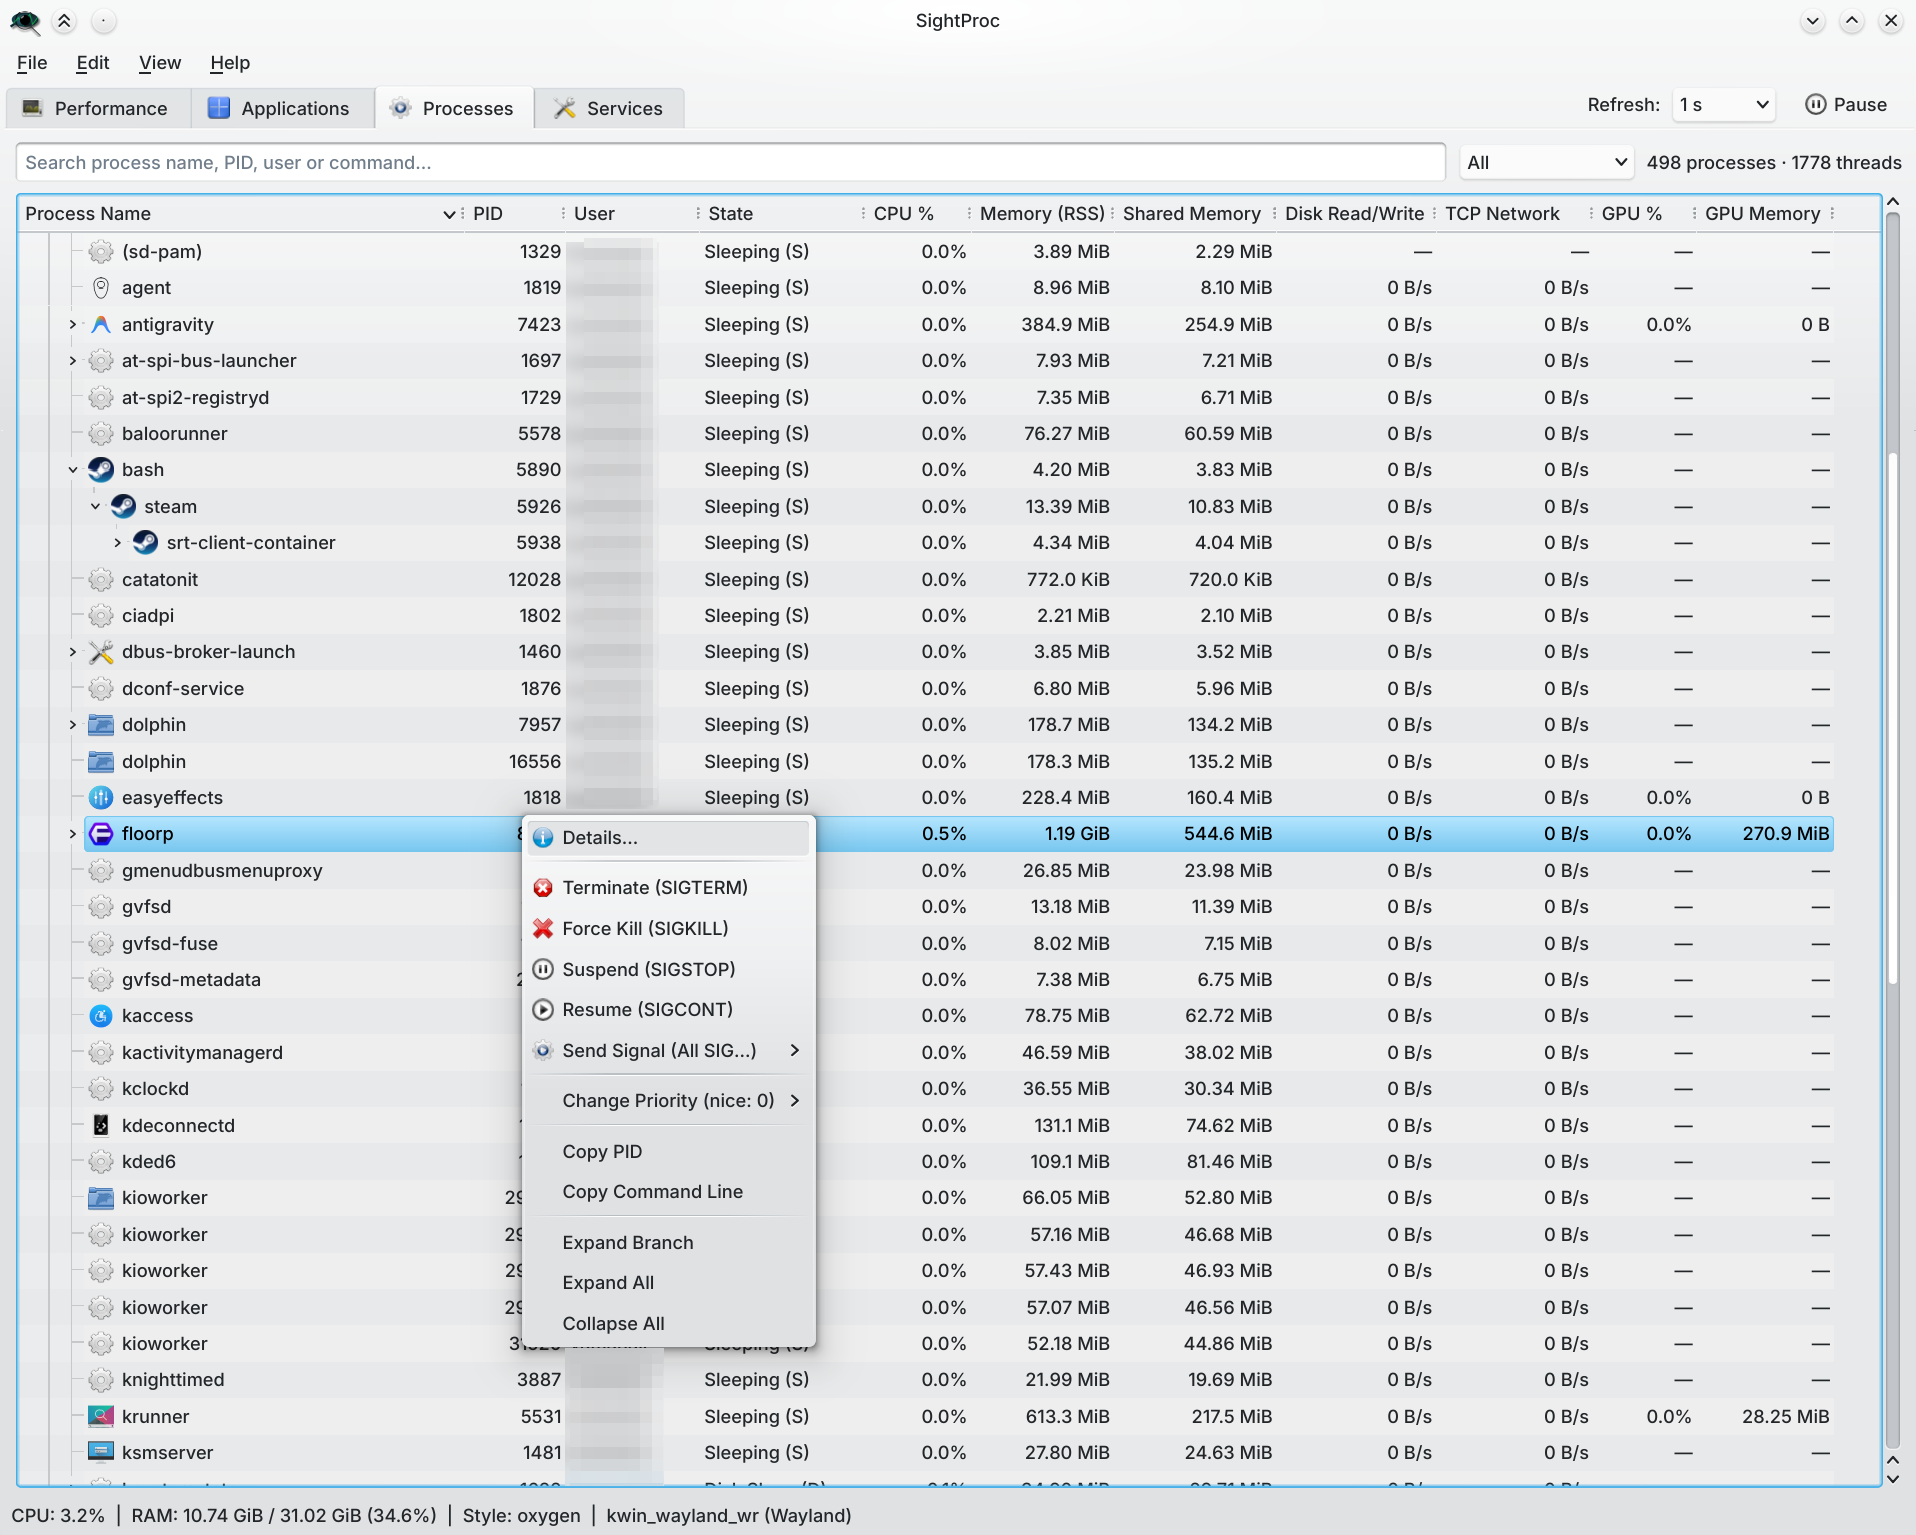 SightProc
File Edit View Help
Performance Applications Processes Services Refresh: 1 s Pause
Search process name, PID, user or command... All 498 processes · 1778 threads
Process Name PID User State CPU % Memory (RSS) Shared Memory Disk Read/Write TCP Network GPU % GPU Memory
(sd-pam) 1329 Sleeping (S) 0.0% 3.89 MiB 2.29 MiB — — — —
agent 1819 Sleeping (S) 0.0% 8.96 MiB 8.10 MiB 0 B/s 0 B/s — —
antigravity 7423 Sleeping (S) 0.0% 384.9 MiB 254.9 MiB 0 B/s 0 B/s 0.0% 0 B
at-spi-bus-launcher 1697 Sleeping (S) 0.0% 7.93 MiB 7.21 MiB 0 B/s 0 B/s — —
at-spi2-registryd 1729 Sleeping (S) 0.0% 7.35 MiB 6.71 MiB 0 B/s 0 B/s — —
baloorunner 5578 Sleeping (S) 0.0% 76.27 MiB 60.59 MiB 0 B/s 0 B/s — —
bash 5890 Sleeping (S) 0.0% 4.20 MiB 3.83 MiB 0 B/s 0 B/s — —
steam 5926 Sleeping (S) 0.0% 13.39 MiB 10.83 MiB 0 B/s 0 B/s — —
srt-client-container 5938 Sleeping (S) 0.0% 4.34 MiB 4.04 MiB 0 B/s 0 B/s — —
catatonit 12028 Sleeping (S) 0.0% 772.0 KiB 720.0 KiB 0 B/s 0 B/s — —
ciadpi 1802 Sleeping (S) 0.0% 2.21 MiB 2.10 MiB 0 B/s 0 B/s — —
dbus-broker-launch 1460 Sleeping (S) 0.0% 3.85 MiB 3.52 MiB 0 B/s 0 B/s — —
dconf-service 1876 Sleeping (S) 0.0% 6.80 MiB 5.96 MiB 0 B/s 0 B/s — —
dolphin 7957 Sleeping (S) 0.0% 178.7 MiB 134.2 MiB 0 B/s 0 B/s — —
dolphin 16556 Sleeping (S) 0.0% 178.3 MiB 135.2 MiB 0 B/s 0 B/s — —
easyeffects 1818 Sleeping (S) 0.0% 228.4 MiB 160.4 MiB 0 B/s 0 B/s 0.0% 0 B
floorp 0.5% 1.19 GiB 544.6 MiB 0 B/s 0 B/s 0.0% 270.9 MiB
gmenudbusmenuproxy 0.0% 26.85 MiB 23.98 MiB 0 B/s 0 B/s — —
gvfsd 0.0% 13.18 MiB 11.39 MiB 0 B/s 0 B/s — —
gvfsd-fuse 0.0% 8.02 MiB 7.15 MiB 0 B/s 0 B/s — —
gvfsd-metadata 0.0% 7.38 MiB 6.75 MiB 0 B/s 0 B/s — —
kaccess 0.0% 78.75 MiB 62.72 MiB 0 B/s 0 B/s — —
kactivitymanagerd 0.0% 46.59 MiB 38.02 MiB 0 B/s 0 B/s — —
kclockd 0.0% 36.55 MiB 30.34 MiB 0 B/s 0 B/s — —
kdeconnectd 0.0% 131.1 MiB 74.62 MiB 0 B/s 0 B/s — —
kded6 0.0% 109.1 MiB 81.46 MiB 0 B/s 0 B/s — —
kioworker 0.0% 66.05 MiB 52.80 MiB 0 B/s 0 B/s — —
kioworker 0.0% 57.16 MiB 46.68 MiB 0 B/s 0 B/s — —
kioworker 0.0% 57.43 MiB 46.93 MiB 0 B/s 0 B/s — —
kioworker 0.0% 57.07 MiB 46.56 MiB 0 B/s 0 B/s — —
kioworker 0.0% 52.18 MiB 44.86 MiB 0 B/s 0 B/s — —
knighttimed 3887 Sleeping (S) 0.0% 21.99 MiB 19.69 MiB 0 B/s 0 B/s — —
krunner 5531 Sleeping (S) 0.0% 613.3 MiB 217.5 MiB 0 B/s 0 B/s 0.0% 28.25 MiB
ksmserver 1481 Sleeping (S) 0.0% 27.80 MiB 24.63 MiB 0 B/s 0 B/s — —
Details...
Terminate (SIGTERM)
Force Kill (SIGKILL)
Suspend (SIGSTOP)
Resume (SIGCONT)
Send Signal (All SIG...)
Change Priority (nice: 0)
Copy PID
Copy Command Line
Expand Branch
Expand All
Collapse All
CPU: 3.2% | RAM: 10.74 GiB / 31.02 GiB (34.6%) | Style: oxygen | kwin_wayland_wr (Wayland)